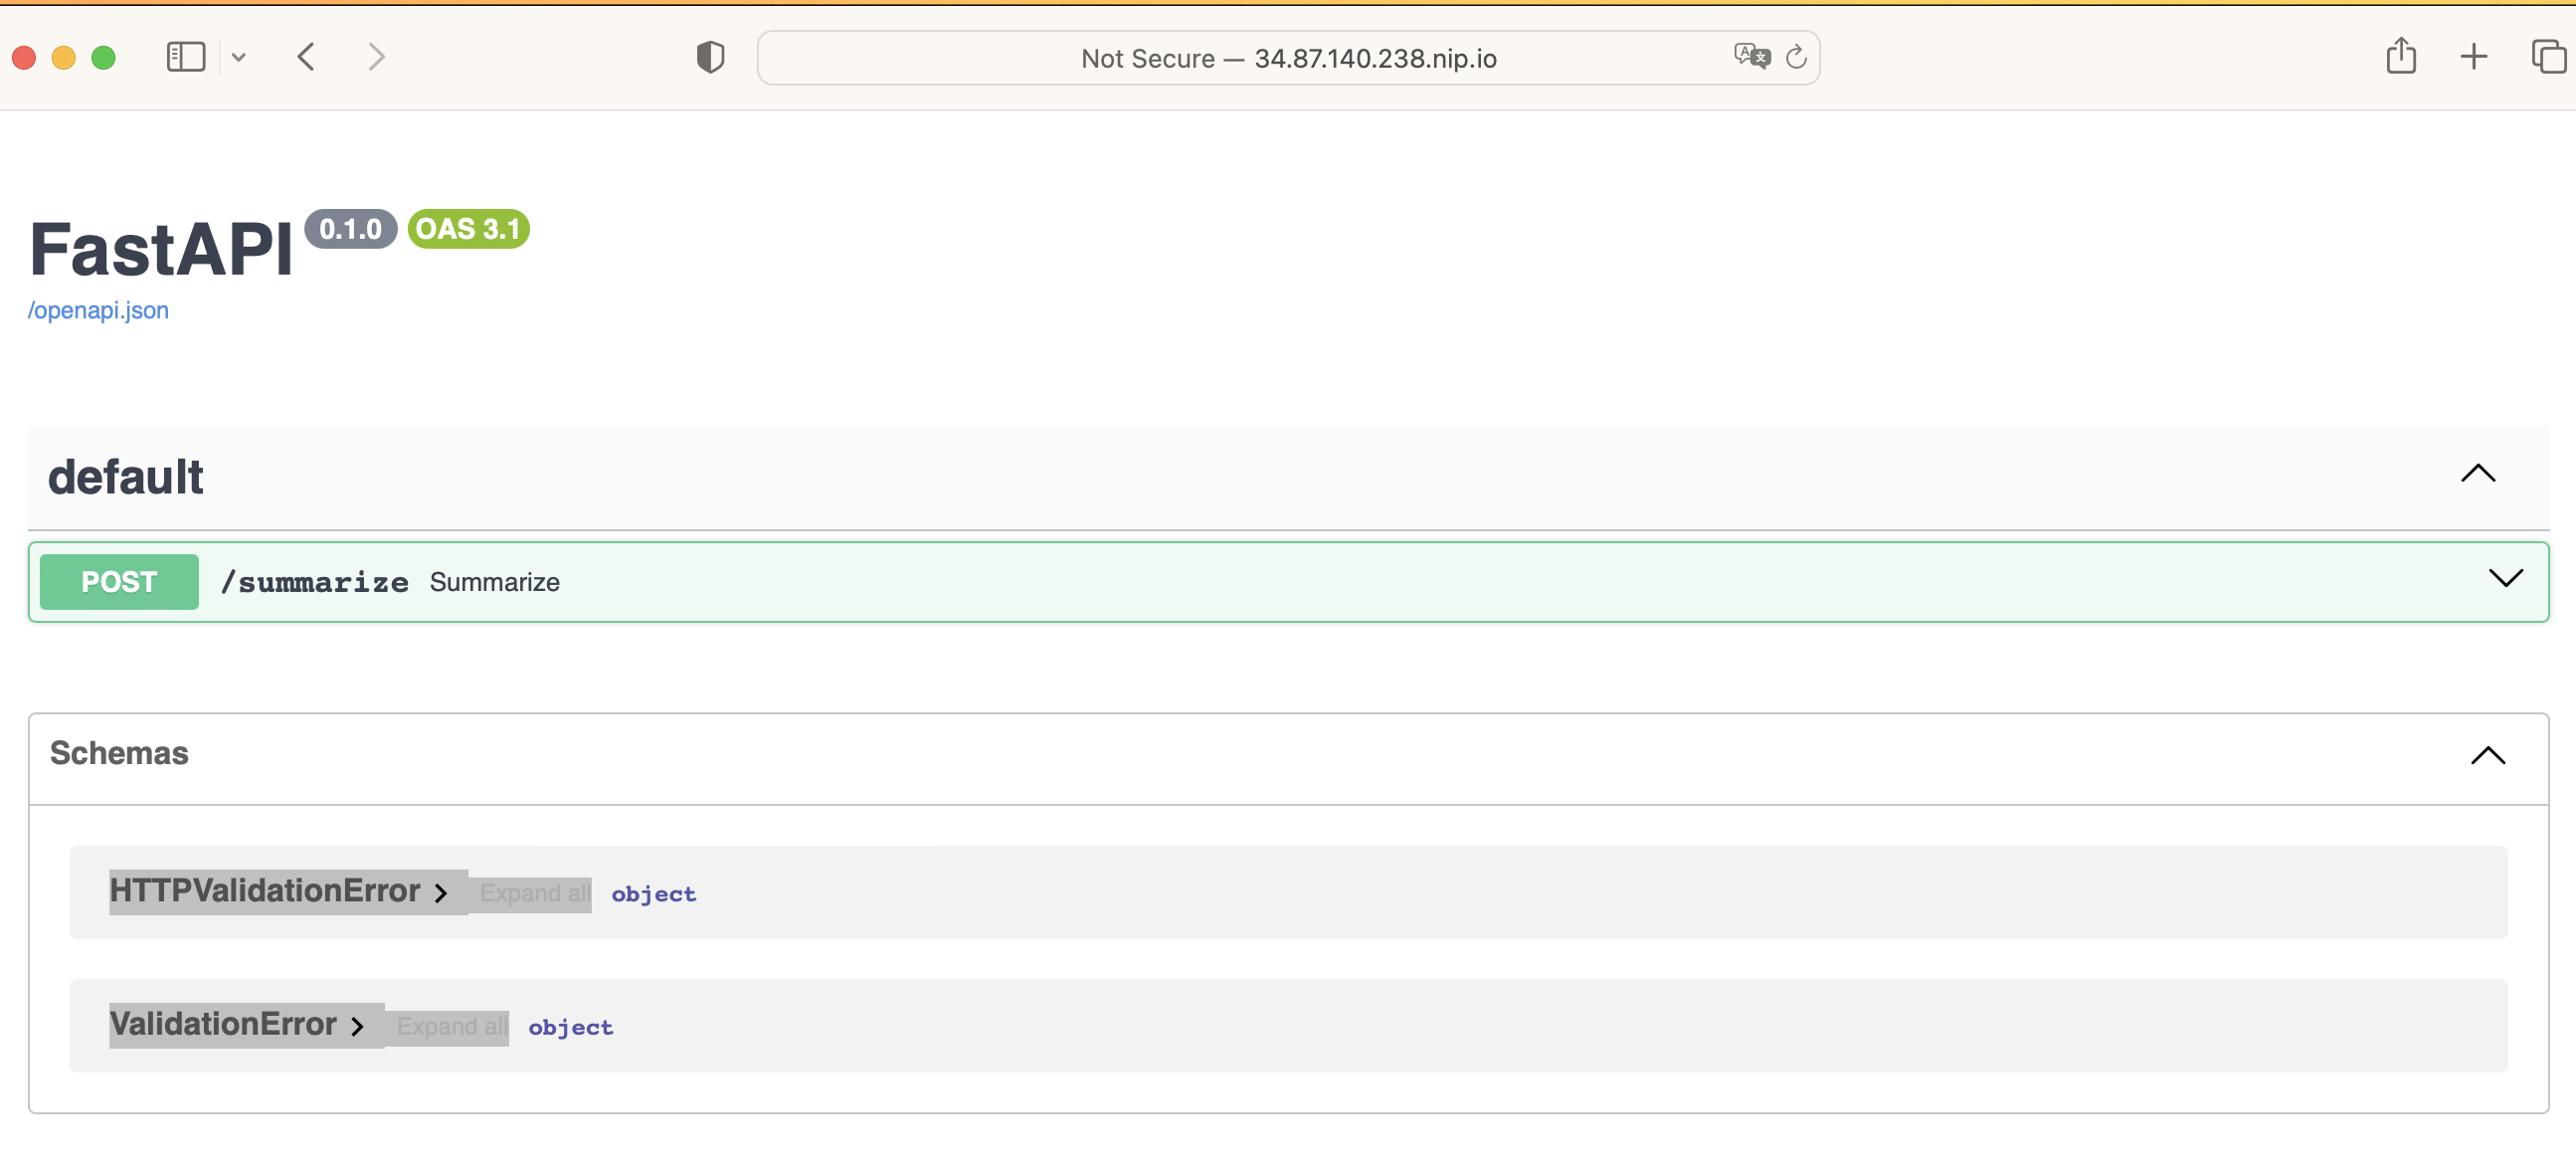 Not Secure — 34.87.140.238.nip.io
FastAPI 0.1.0 OAS 3.1
/openapi.json
default
POST /summarize Summarize
Schemas
HTTPValidationError Expand all object
ValidationError Expand all object